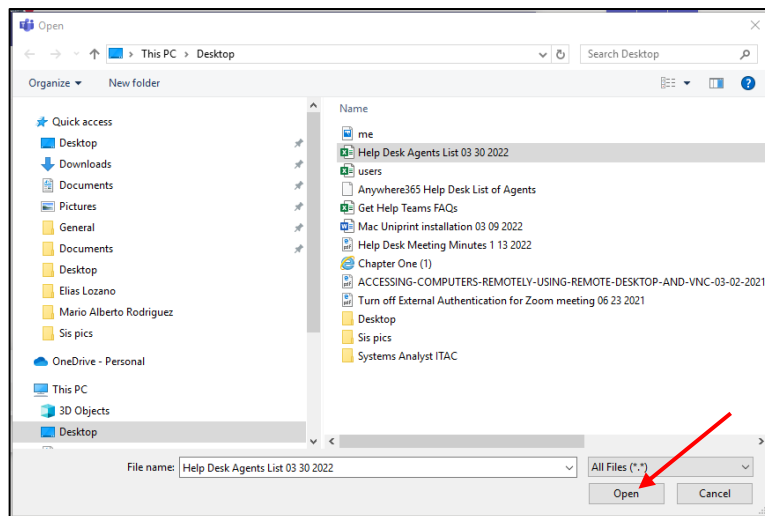 Open
This PC > Desktop
Search Desktop
Organize
New folder
Name
Quick access
Desktop
Downloads
Documents
Pictures
General
Documents
Desktop
Elias Lozano
Mario Alberto Rodriguez
Sis pics
OneDrive - Personal
This PC
3D Objects
Desktop
me
Help Desk Agents List 03 30 2022
users
Anywhere365 Help Desk List of Agents
Get Help Teams FAQs
Mac Uniprint installation 03 09 2022
Help Desk Meeting Minutes 1 13 2022
Chapter One (1)
ACCESSING-COMPUTERS-REMOTELY-USING-REMOTE-DESKTOP-AND-VNC-03-02-2021
Turn off External Authentication for Zoom meeting 06 23 2021
Desktop
Sis pics
Systems Analyst ITAC
File name: Help Desk Agents List 03 30 2022
All Files (*.*)
Open
Cancel